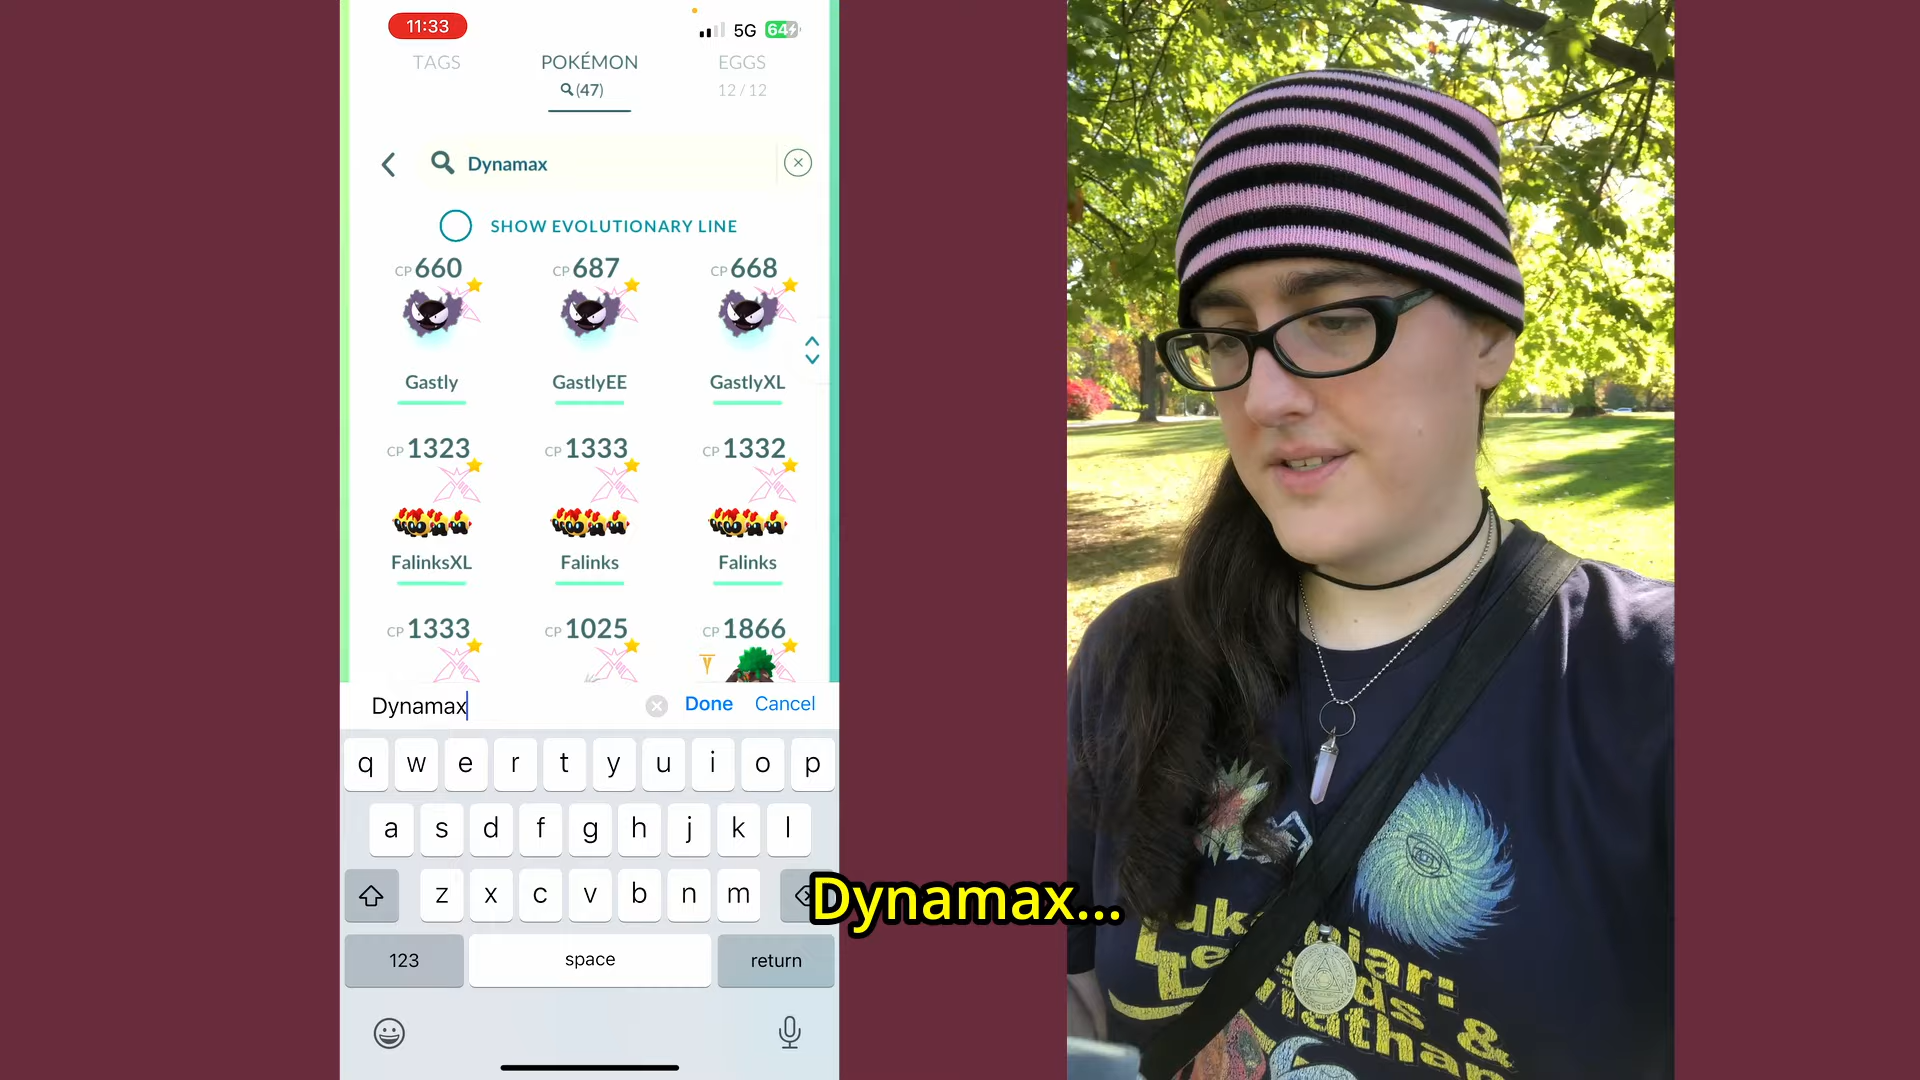 11:33
5G 64
TAGS
POKÉMON
EGGS
(47)
12 / 12
Dynamax
SHOW EVOLUTIONARY LINE
CP 660
CP 687
CP 668
Gastly
GastlyEE
GastlyXL
CP 1323
CP 1333
CP 1332
FalinksXL
Falinks
Falinks
CP 1333
CP 1025
CP 1866
Dynamax
Done
Cancel
q w e r t y u i o p
a s d f g h j k l
z x c v b n m
123
space
return
Dynamax...